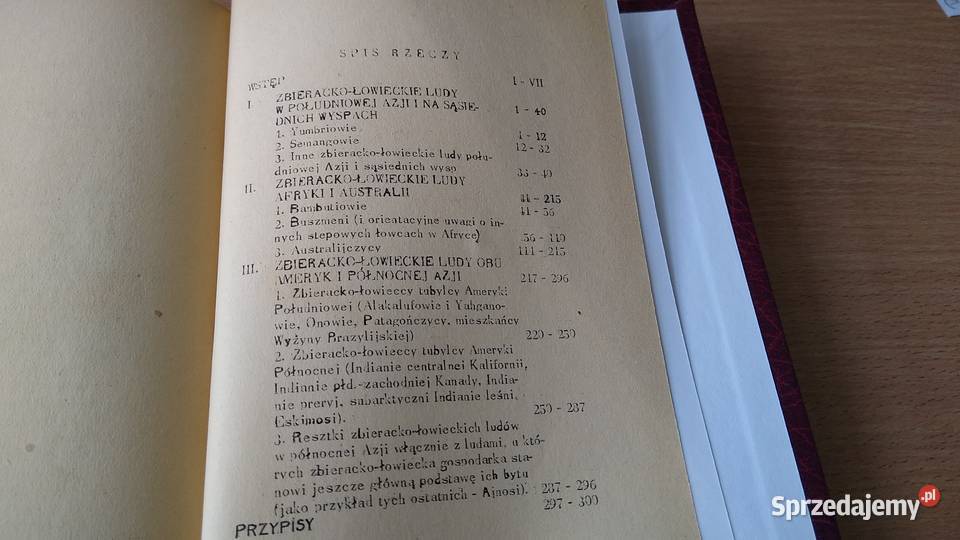 SPIS RZECZY
WSTĘP I - VII
I. ZBIERACKO-ŁOWIECKIE LUDY
W POŁUDNIOWEJ AZJI I NA SĄSIE-
DNICH WYSPACH 1 - 40
1. Yumbriowie 1 - 12
2. Semangowie 12 - 32
3. Inne zbieracko-łowieckie ludy połu-
dniowej Azji i sąsiednich wysp 33 - 40
II. ZBIERACKO-ŁOWIECKIE LUDY
AFRYKI I AUSTRALII 41 - 215
1. Bambutiowie 41 - 56
2. Buszmeni (i orientacyjne uwagi o in-
nych stepowych łowcach w Afryce) 56 - 110
3. Australijczycy 111 - 215
III. ZBIERACKO-ŁOWIECKIE LUDY OBU
AMERYK I PÓŁNOCNEJ AZJI 217 - 296
1. Zbieracko-łowieccy tubylcy Ameryki
Południowej (Alakalufowie i Yahgano-
wie, Onowie, Patagończycy, mieszkańcy
Wyżyny Brazylijskiej) 220 - 250
2. Zbieracko-łowieccy tubylcy Ameryki
Północnej (Indianie centralnej Kalifornii,
Indianie płd.-zachodniej Kanady, India-
nie preryj, subarktyczni Indianie leśni,
Eskimosi). 250 - 287
3. Resztki zbieracko-łowieckich ludów
w północnej Azji włącznie z ludami, u któ-
rych zbieracko-łowiecka gospodarka sta-
nowi jeszcze główną podstawę ich bytu
(jako przykład tych ostatnich - Ajnosi). 287 - 296
PRZYPISY 297 - 300
Sprzedajemy.pl